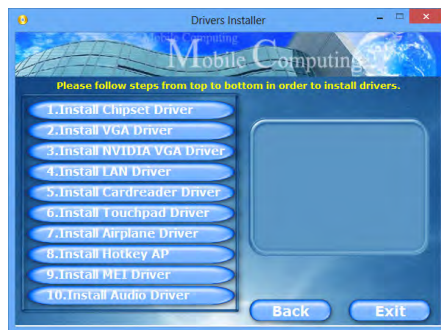 Drivers Installer
Mobile Computing
Mobile Computing
Please follow steps from top to bottom in order to install drivers.
1.Install Chipset Driver
2.Install VGA Driver
3.Install NVIDIA VGA Driver
4.Install LAN Driver
5.Install Cardreader Driver
6.Install Touchpad Driver
7.Install Airplane Driver
8.Install Hotkey AP
9.Install MEI Driver
10.Install Audio Driver
Back
Exit